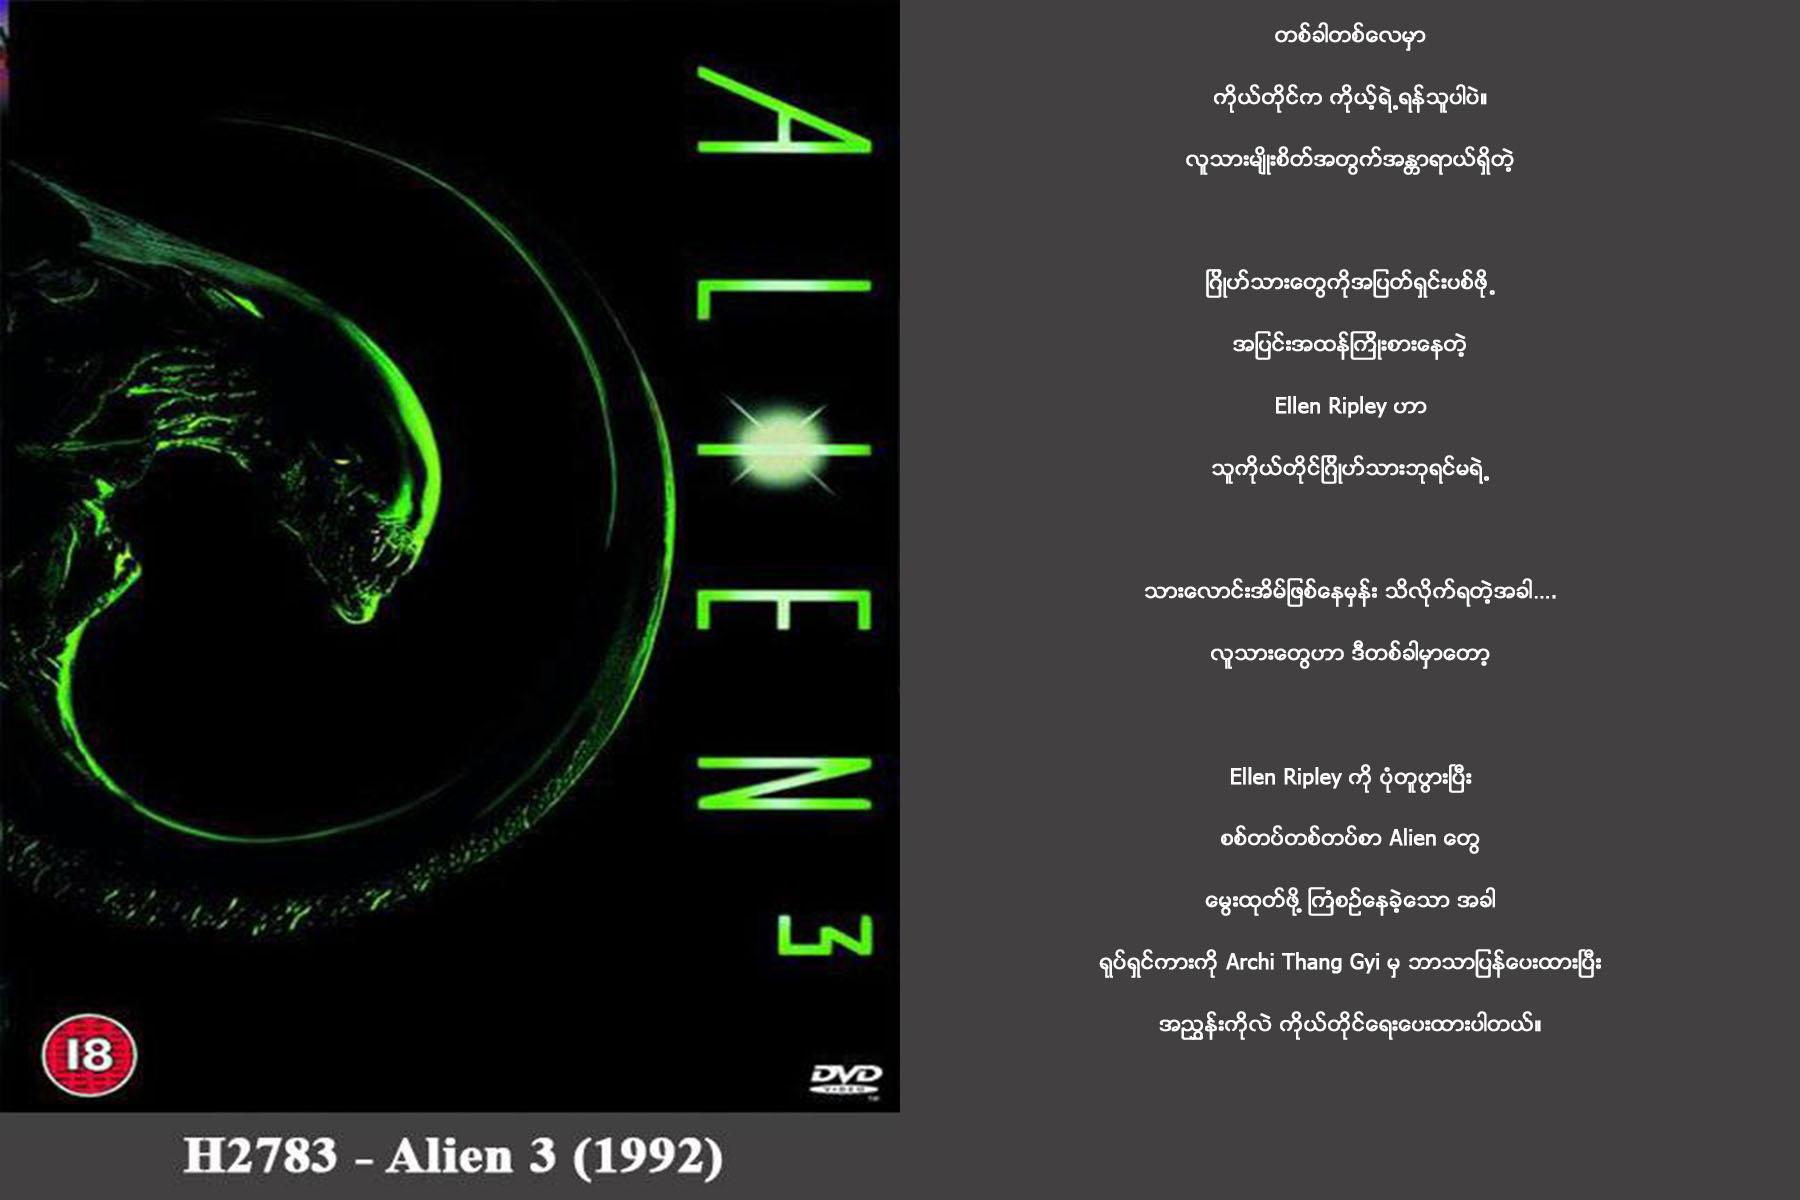 ALIEN 3
18
DVD
VIDEO
TM
H2783 - Alien 3 (1992)
တစ်ခါတစ်လေမှာ
ကိုယ်တိုင်က ကိုယ့်ရဲ့ရန်သူပါပဲ။
လူသားမျိုးစိတ်အတွက်အန္တာရာယ်ရှိတဲ့
ဂြိုဟ်သားတွေကိုအပြတ်ရှင်းပစ်ဖို့
အပြင်းအထန်ကြိုးစားနေတဲ့
Ellen Ripley ဟာ
သူကိုယ်တိုင်ဂြိုဟ်သားဘုရင်မရဲ့
သားလောင်းအိမ်ဖြစ်နေမှန်း သိလိုက်ရတဲ့အခါ....
လူသားတွေဟာ ဒီတစ်ခါမှာတော့
Ellen Ripley ကို ပုံတူပွားပြီး
စစ်တပ်တစ်တပ်စာ Alien တွေ
မွေးထုတ်ဖို့ ကြံစဉ်နေခဲ့သော အခါ
ရုပ်ရှင်ကားကို Archi Thang Gyi မှ ဘာသာပြန်ပေးထားပြီး
အညွှန်းကိုလဲ ကိုယ်တိုင်ရေးပေးထားပါတယ်။